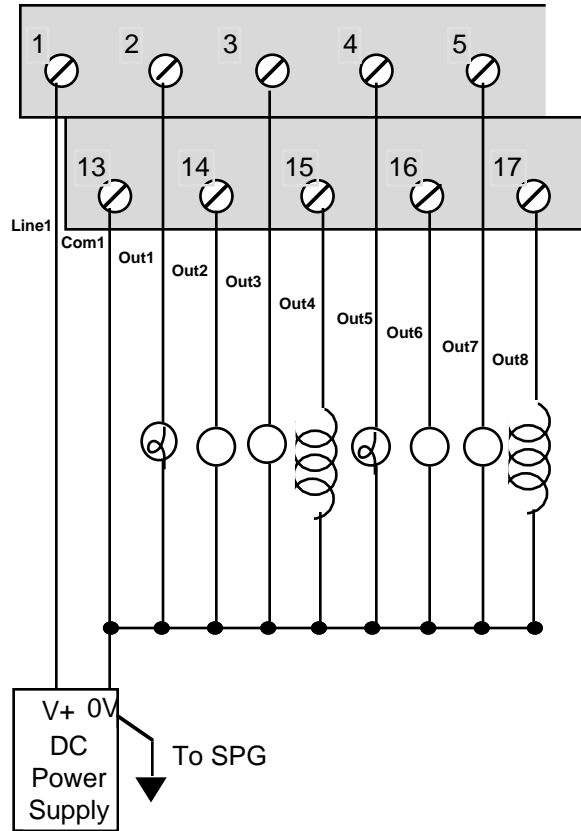 1 2 3 4 5
13 14 15 16 17
Line1
Com1
Out1
Out2
Out3
Out4
Out5
Out6
Out7
Out8
V+ 0V
DC
Power
Supply
To SPG